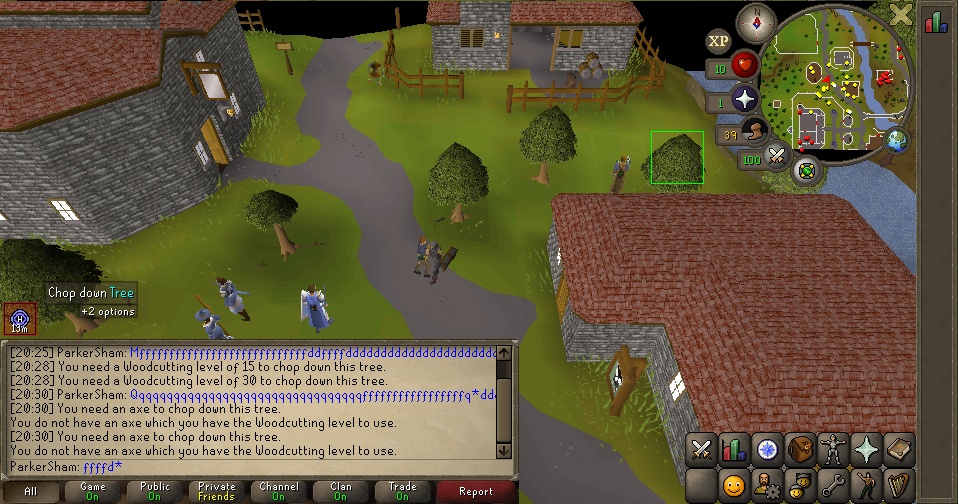 N
XP
10
1
39
100
Chop down Tree
+2 options
13m
[20:25] ParkerSham: Mffffffffffffffffffffffffffffddffffddddddddddddddddddddddddd
[20:28] You need a Woodcutting level of 15 to chop down this tree.
[20:28] You need a Woodcutting level of 30 to chop down this tree.
[20:30] ParkerSham: Qqqqqqqqqqqqqqqqqqqqqqqqqqqqqqqqqfffffffffffffffffq*dd
[20:30] You need an axe to chop down this tree.
You do not have an axe which you have the Woodcutting level to use.
[20:30] You need an axe to chop down this tree.
You do not have an axe which you have the Woodcutting level to use.
ParkerSham: ffffd*
All
Game
On
Public
On
Private
Friends
Channel
On
Clan
On
Trade
On
Report